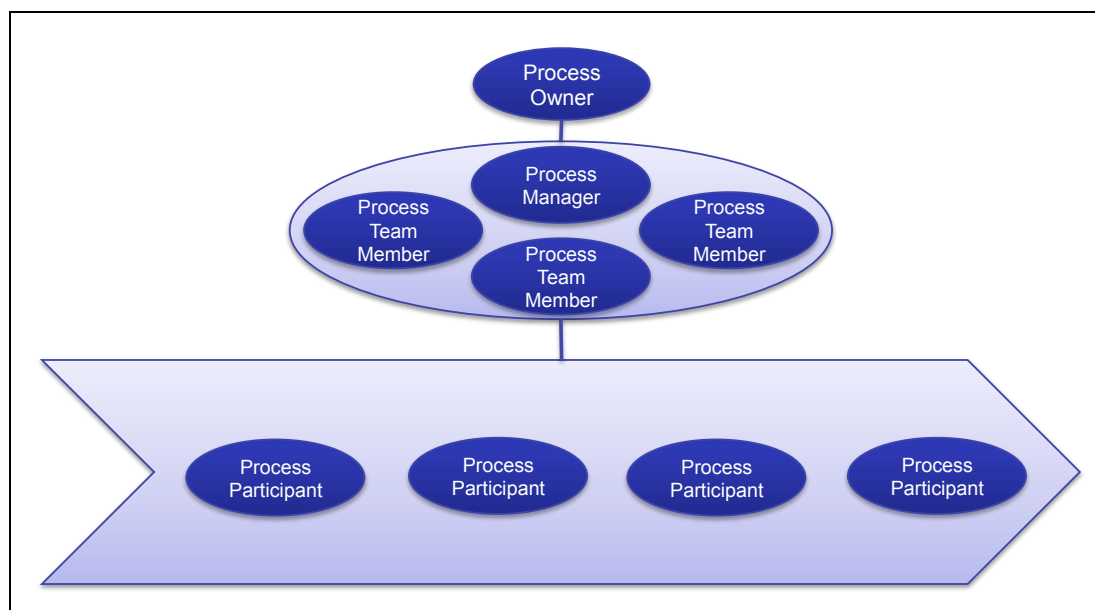 Process
Owner
Process
Manager
Process
Team
Member
Process
Team
Member
Process
Team
Member
Process
Participant
Process
Participant
Process
Participant
Process
Participant